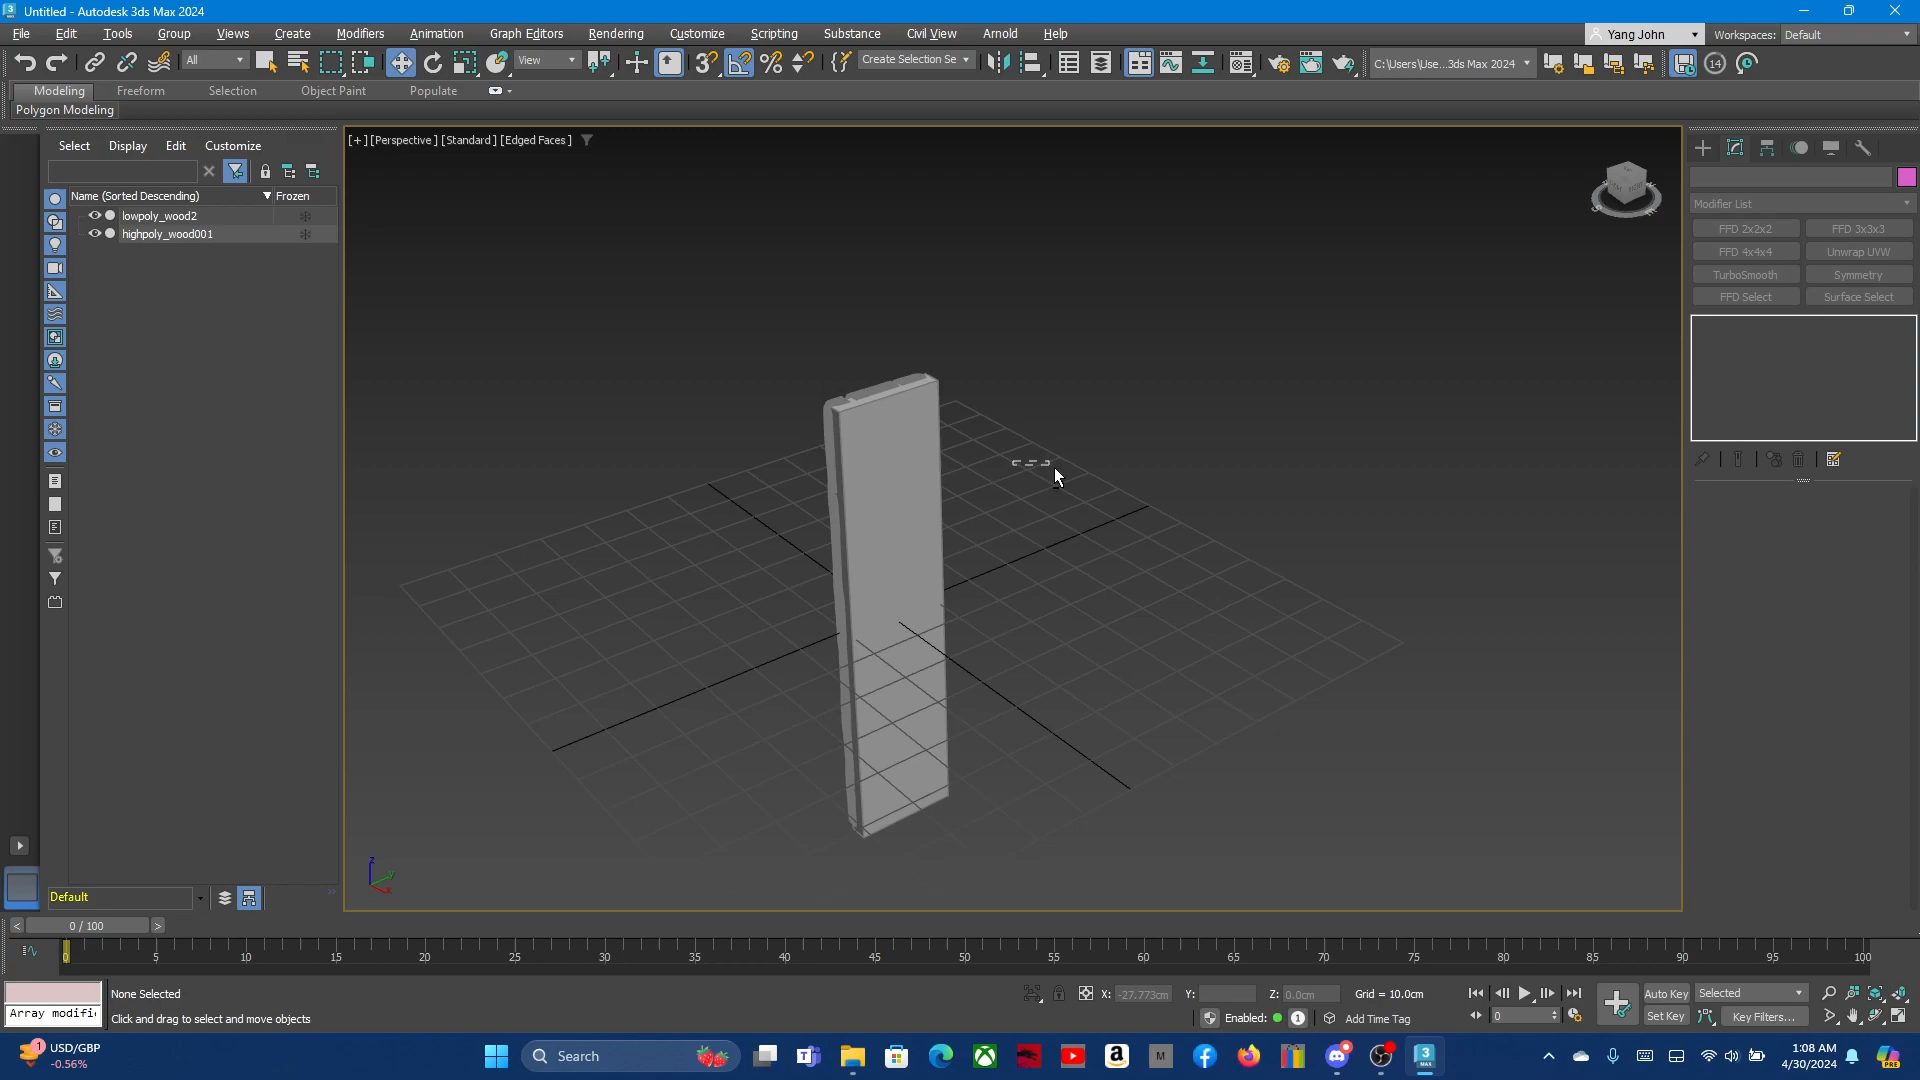 Untitled - Autodesk 3ds Max 2024
File Edit Tools Group Views Create Modifiers Animation Graph Editors Rendering Customize Scripting Substance Civil View Arnold Help
Yang John Workspaces: Default
All View Create Selection Se C:\Users\Use...3ds Max 2024 14
Modeling Freeform Selection Object Paint Populate
Polygon Modeling
Select Display Edit Customize
[+] [Perspective] [Standard] [Edged Faces]
Name (Sorted Descending) Frozen
lowpoly_wood2
highpoly_wood001
Modifier List
FFD 2x2x2 FFD 3x3x3
FFD 4x4x4 Unwrap UVW
TurboSmooth Symmetry
FFD Select Surface Select
z
y
x
Default
< 0 / 100 >
0 5 10 15 20 25 30 35 40 45 50 55 60 65 70 75 80 85 90 95 100
None Selected X: -27.773cm Y: Z: 0.0cm Grid = 10.0cm Auto Key Selected
Array modifi Click and drag to select and move objects Enabled: 1 Add Time Tag 0 Set Key Key Filters...
1 USD/GBP
-0.56%
Search
1:08 AM
4/30/2024
PRE